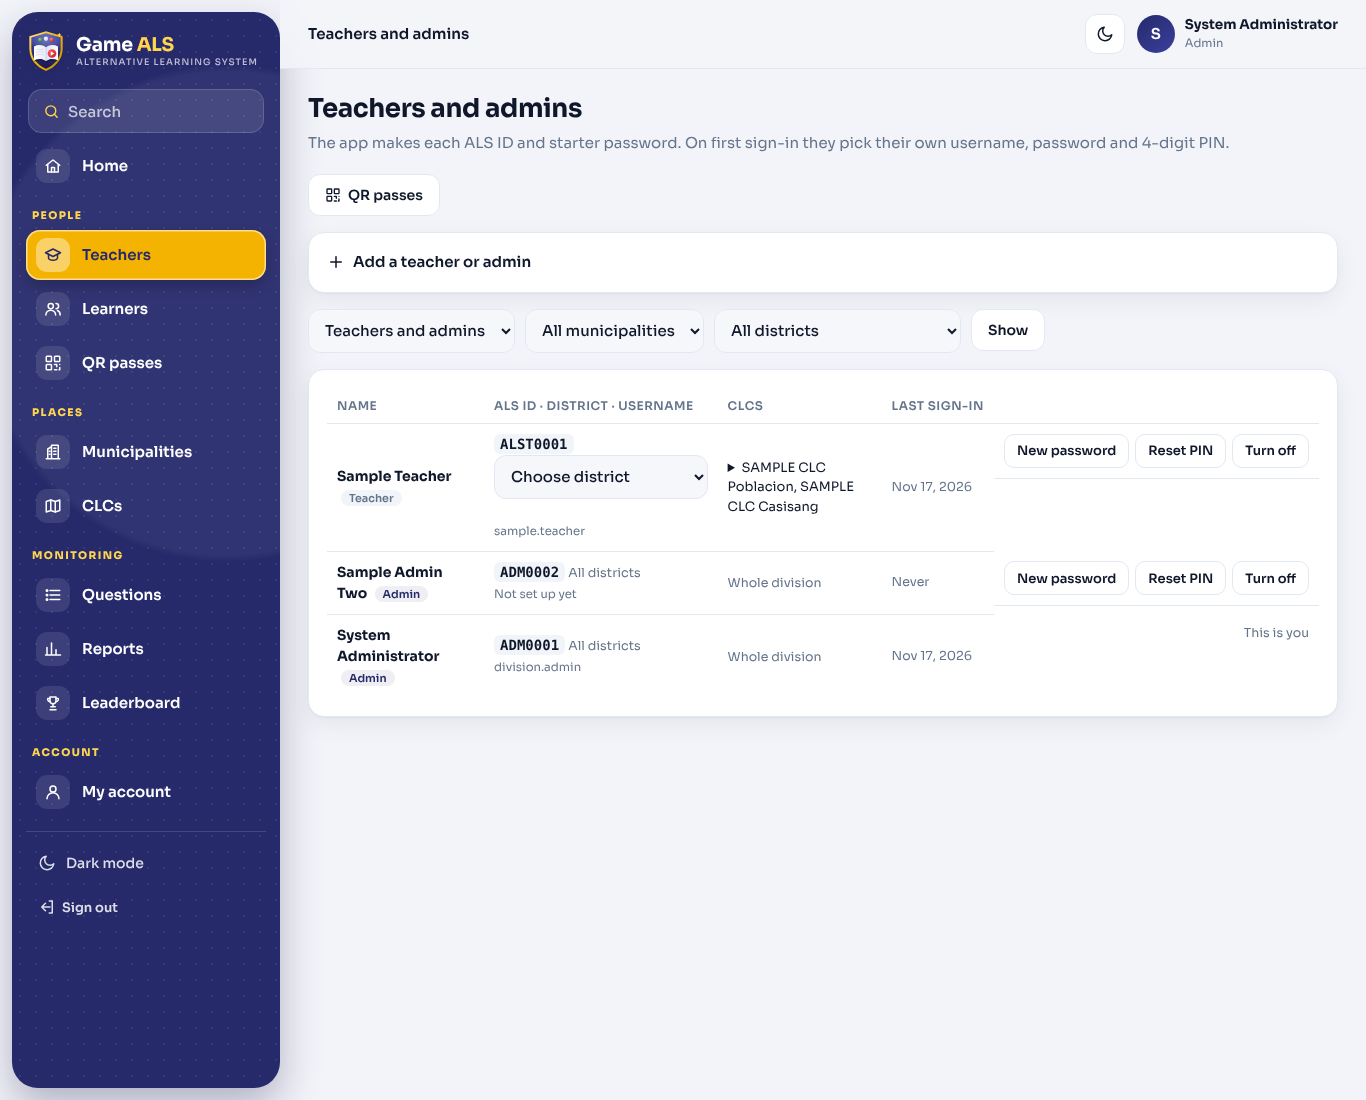 Game ALS
ALTERNATIVE LEARNING SYSTEM
Search
Home
PEOPLE
Teachers
Learners
QR passes
PLACES
Municipalities
CLCs
MONITORING
Questions
Reports
Leaderboard
ACCOUNT
My account
Dark mode
Sign out
Teachers and admins
S
System Administrator
Admin
Teachers and admins
The app makes each ALS ID and starter password. On first sign-in they pick their own username, password and 4-digit PIN.
QR passes
Add a teacher or admin
Teachers and admins
All municipalities
All districts
Show
NAME
ALS ID · DISTRICT · USERNAME
CLCS
LAST SIGN-IN
Sample Teacher
Teacher
ALST0001
Choose district
sample.teacher
SAMPLE CLC
Poblacion, SAMPLE
CLC Casisang
Nov 17, 2026
New password
Reset PIN
Turn off
Sample Admin
Two Admin
ADM0002 All districts
Not set up yet
Whole division
Never
New password
Reset PIN
Turn off
System
Administrator
Admin
ADM0001 All districts
division.admin
Whole division
Nov 17, 2026
This is you